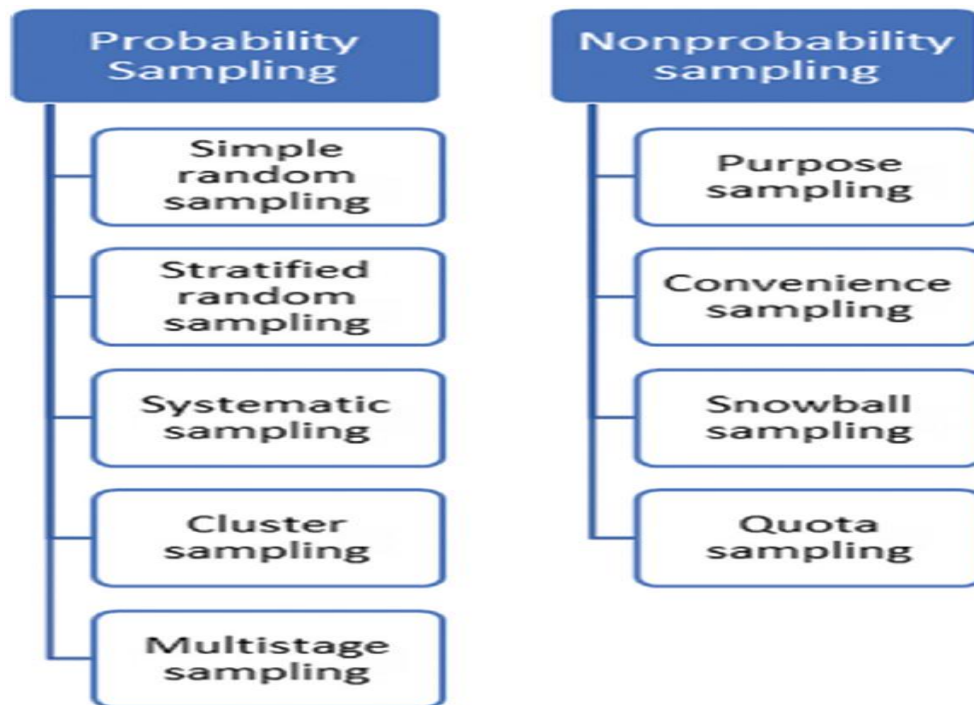 Probability
Sampling
Simple
random
sampling
Stratified
random
sampling
Systematic
sampling
Cluster
sampling
Multistage
sampling
Nonprobability
sampling
Purpose
sampling
Convenience
sampling
Snowball
sampling
Quota
sampling